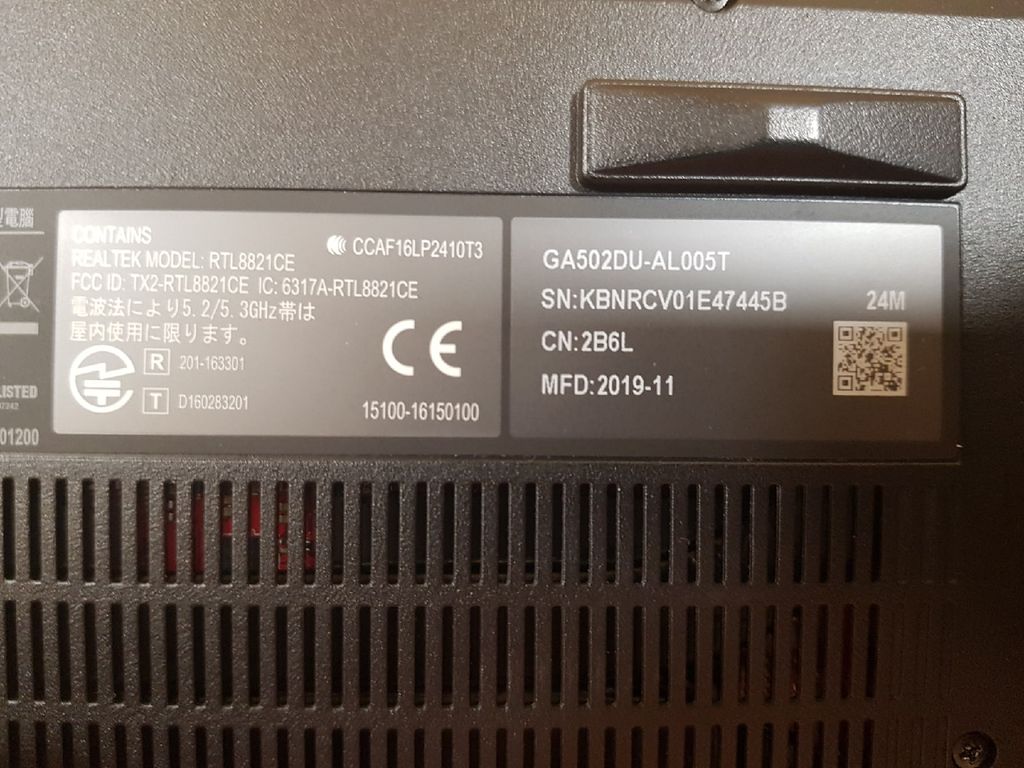 型電腦
LISTED
01200
CONTAINS
REALTEK MODEL: RTL8821CE
CCAF16LP2410T3
FCC ID: TX2-RTL8821CE IC: 6317A-RTL8821CE
電波法により5.2/5.3GHz帯は
屋内使用に限ります。
R 201-163301
T D160283201
CE
15100-16150100
GA502DU-AL005T
SN:KBNRCV01E47445B 24M
CN:2B6L
MFD:2019-11